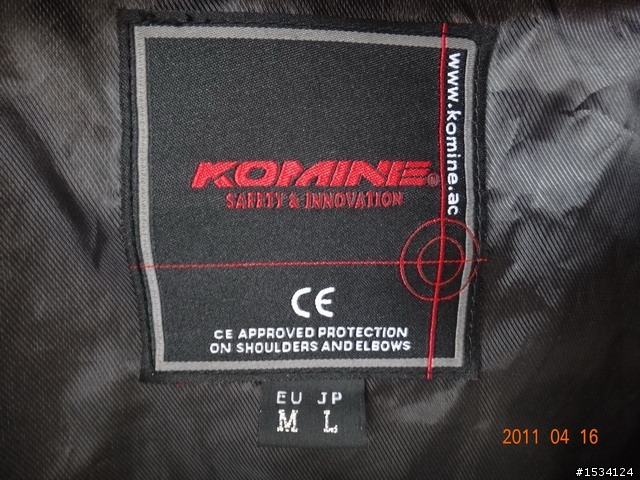 www.komine.ac
KOMINE®
SAFETY & INNOVATION
CE
CE APPROVED PROTECTION
ON SHOULDERS AND ELBOWS
EU JP
M L
2011 04 16
#1534124